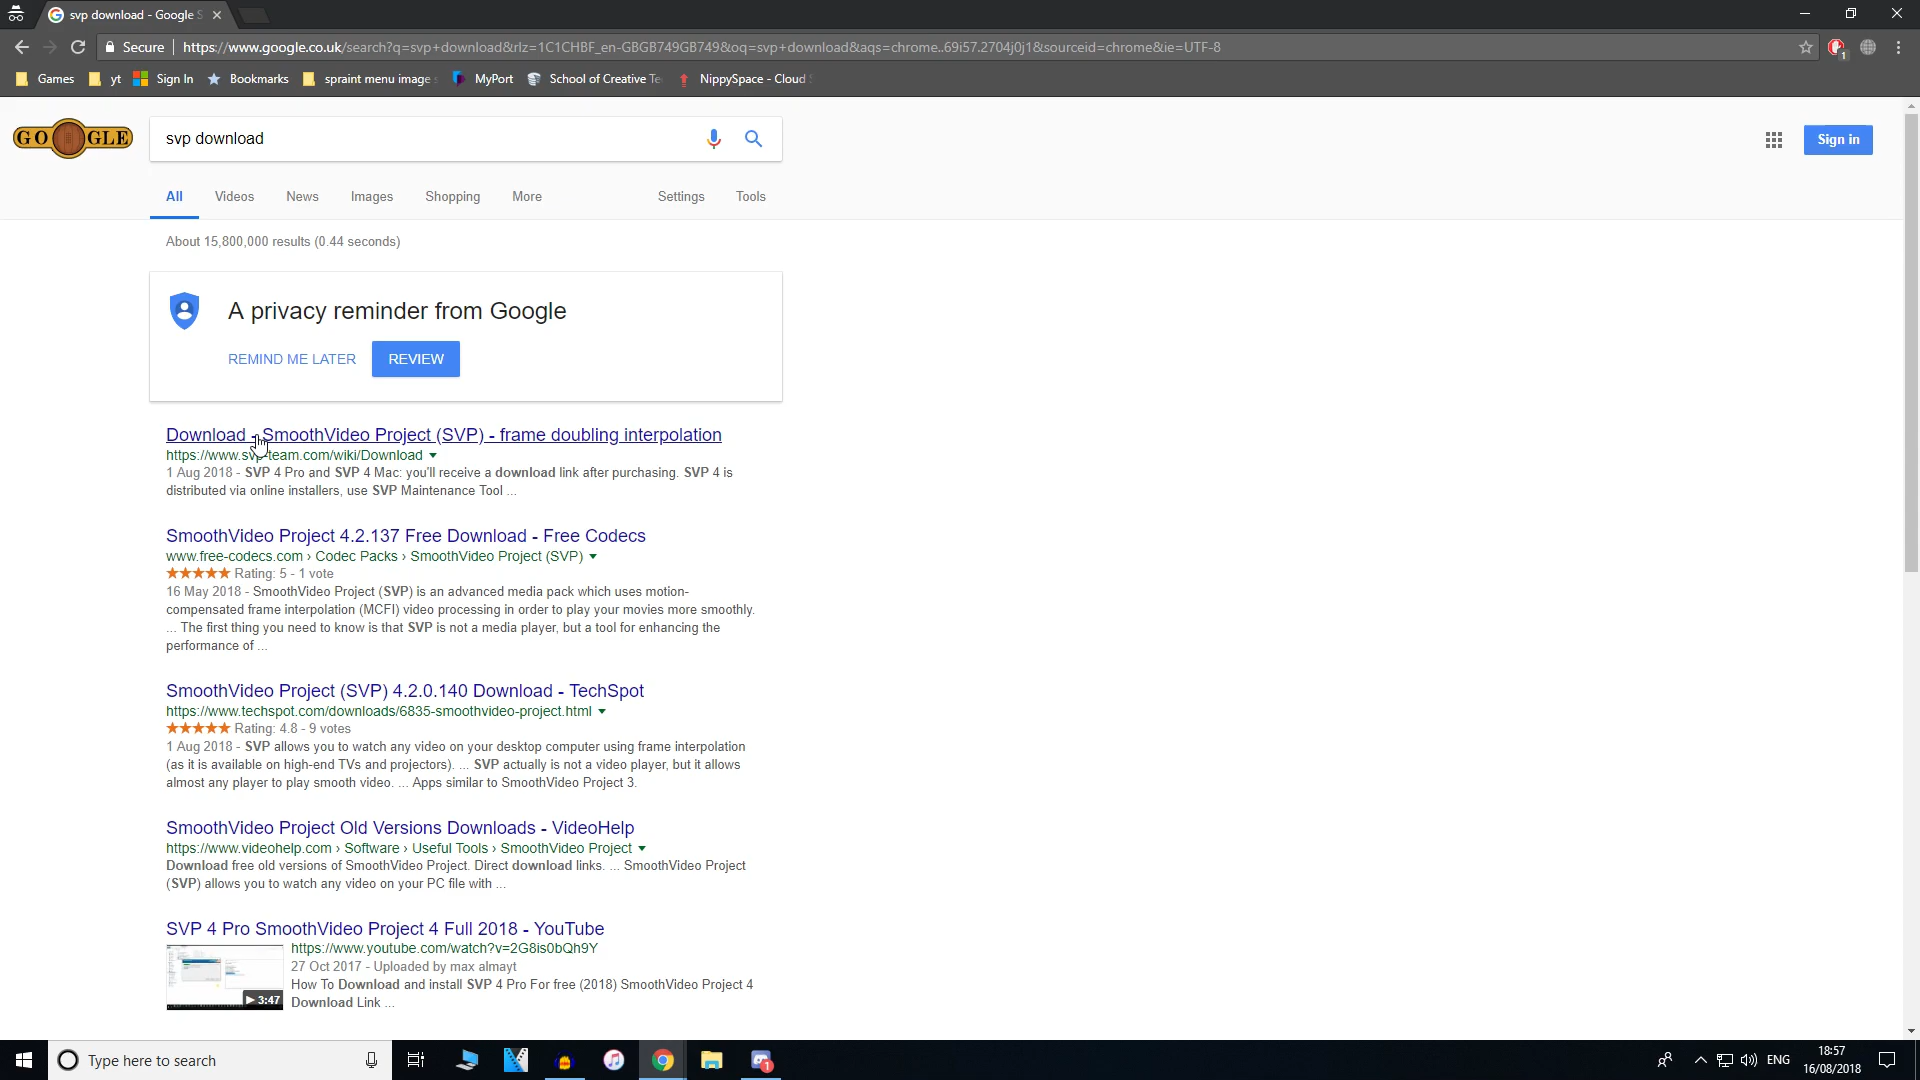 svp download - Google S
Secure
https://www.google.co.uk/search?q=svp+download&rlz=1C1CHBF_en-GBGB749GB749&oq=svp+download&aqs=chrome..69i57.2704j0j1&sourceid=chrome&ie=UTF-8
1
Games
yt
Sign In
Bookmarks
spraint menu image
MyPort
School of Creative Te
NippySpace - Cloud
GOOGLE
svp download
Sign in
All
Videos
News
Images
Shopping
More
Settings
Tools
About 15,800,000 results (0.44 seconds)
A privacy reminder from Google
REMIND ME LATER
REVIEW
Download - SmoothVideo Project (SVP) - frame doubling interpolation
https://www.svp-team.com/wiki/Download
1 Aug 2018 - SVP 4 Pro and SVP 4 Mac: you'll receive a download link after purchasing. SVP 4 is
distributed via online installers, use SVP Maintenance Tool ...
SmoothVideo Project 4.2.137 Free Download - Free Codecs
www.free-codecs.com › Codec Packs › SmoothVideo Project (SVP)
Rating: 5 - 1 vote
16 May 2018 - SmoothVideo Project (SVP) is an advanced media pack which uses motion-
compensated frame interpolation (MCFI) video processing in order to play your movies more smoothly.
... The first thing you need to know is that SVP is not a media player, but a tool for enhancing the
performance of ...
SmoothVideo Project (SVP) 4.2.0.140 Download - TechSpot
https://www.techspot.com/downloads/6835-smoothvideo-project.html
Rating: 4.8 - 9 votes
1 Aug 2018 - SVP allows you to watch any video on your desktop computer using frame interpolation
(as it is available on high-end TVs and projectors). ... SVP actually is not a video player, but it allows
almost any player to play smooth video. ... Apps similar to SmoothVideo Project 3.
SmoothVideo Project Old Versions Downloads - VideoHelp
https://www.videohelp.com › Software › Useful Tools › SmoothVideo Project
Download free old versions of SmoothVideo Project. Direct download links. ... SmoothVideo Project
(SVP) allows you to watch any video on your PC file with ...
SVP 4 Pro SmoothVideo Project 4 Full 2018 - YouTube
https://www.youtube.com/watch?v=2G8is0bQh9Y
27 Oct 2017 - Uploaded by max almayt
How To Download and install SVP 4 Pro For free (2018) SmoothVideo Project 4
Download Link ...
3:47
Type here to search
1
ENG
18:57
16/08/2018